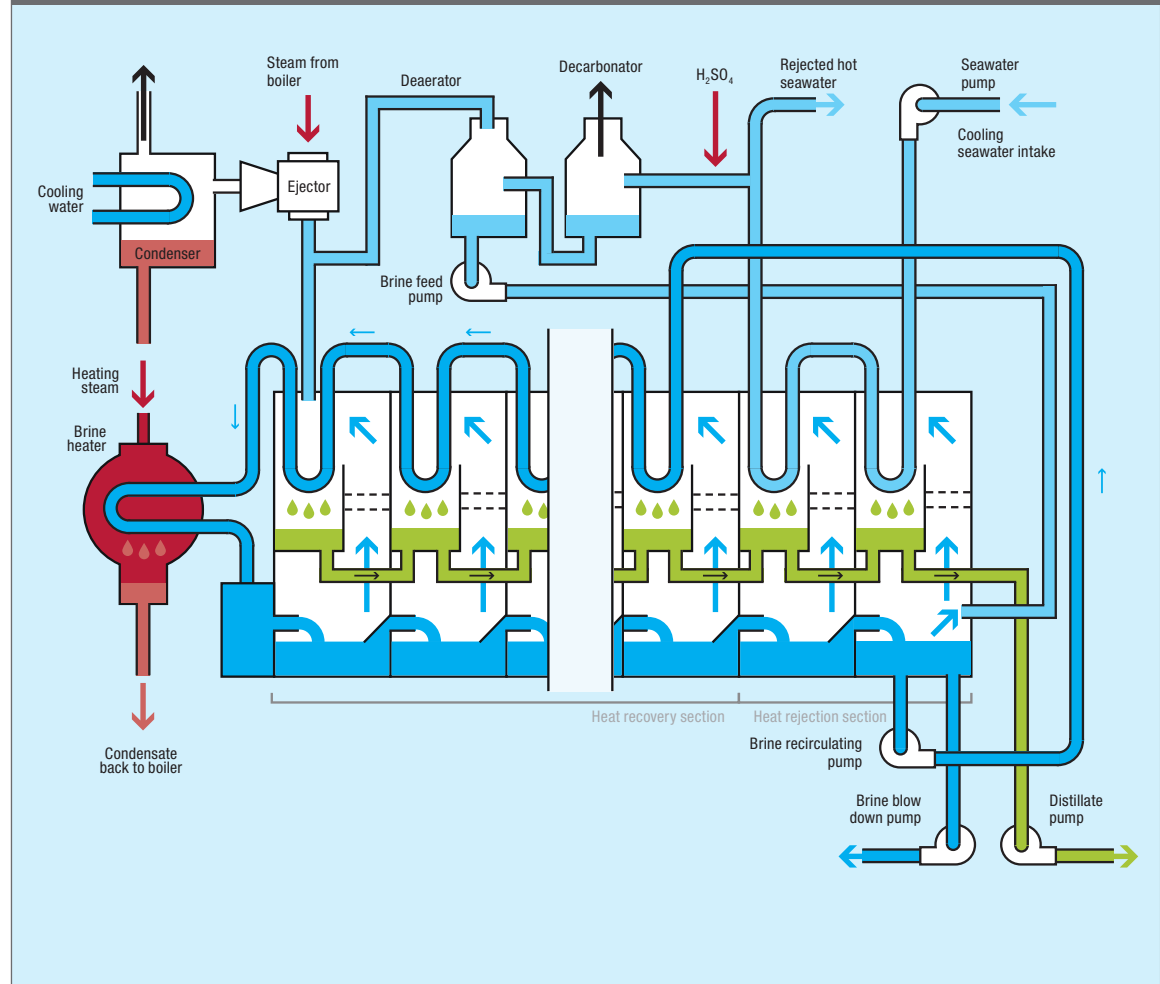 Steam from
boiler
Deaerator
Decarbonator
H₂SO₄
Rejected hot
seawater
Seawater
pump
Cooling
seawater intake
Cooling
water
Ejector
Condenser
Brine feed
pump
Heating
steam
Brine
heater
Heat recovery section
Heat rejection section
Brine recirculating
pump
Condensate
back to boiler
Brine blow
down pump
Distillate
pump